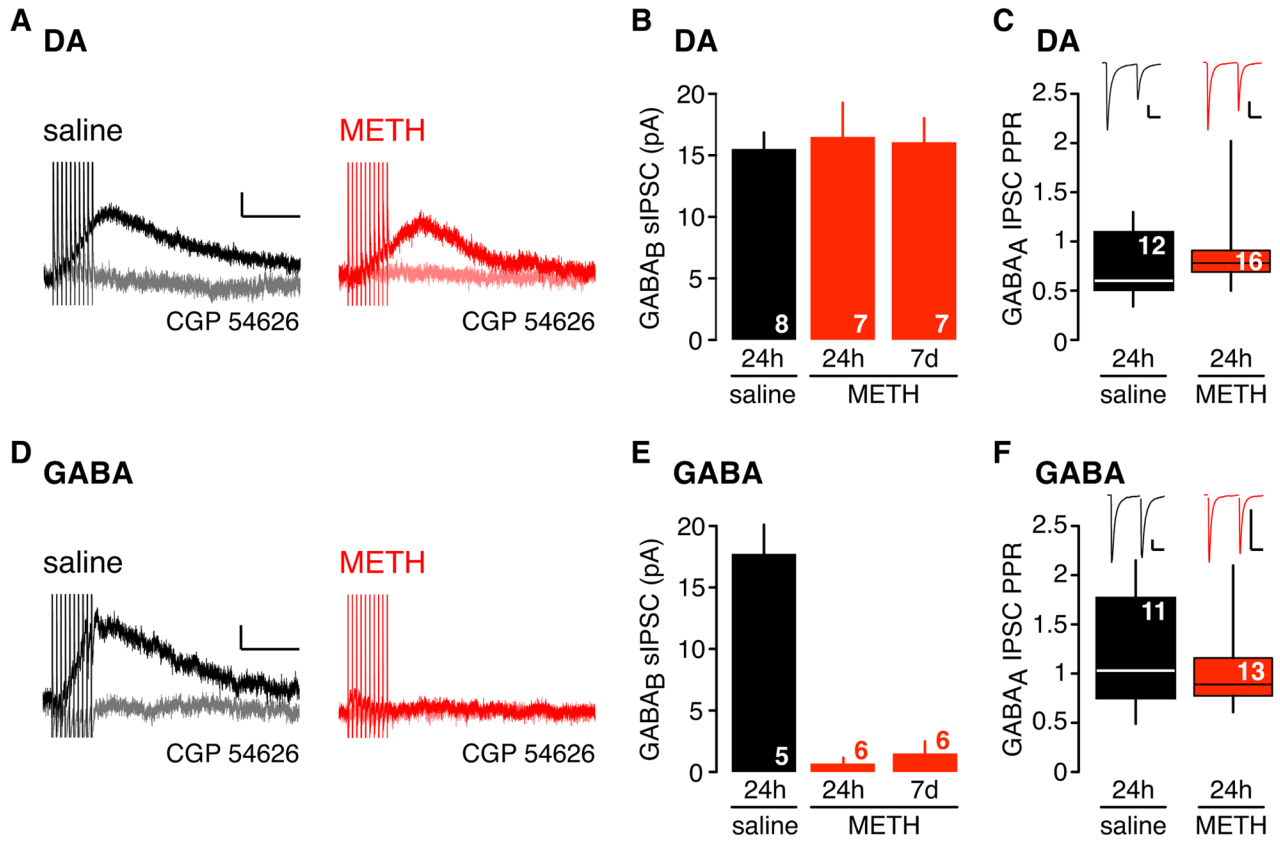 A
DA
saline
METH
CGP 54626
CGP 54626
B
DA
GABAB sIPSC (pA)
20
15
10
5
0
8
7
7
24h
24h
7d
saline
METH
C
DA
GABAA IPSC PPR
2.5
2
1.5
1
0.5
0
12
16
24h
24h
saline
METH
D
GABA
saline
METH
CGP 54626
CGP 54626
E
GABA
GABAB sIPSC (pA)
20
15
10
5
0
5
6
6
24h
24h
7d
saline
METH
F
GABA
GABAA IPSC PPR
2.5
2
1.5
1
0.5
0
11
13
24h
24h
saline
METH